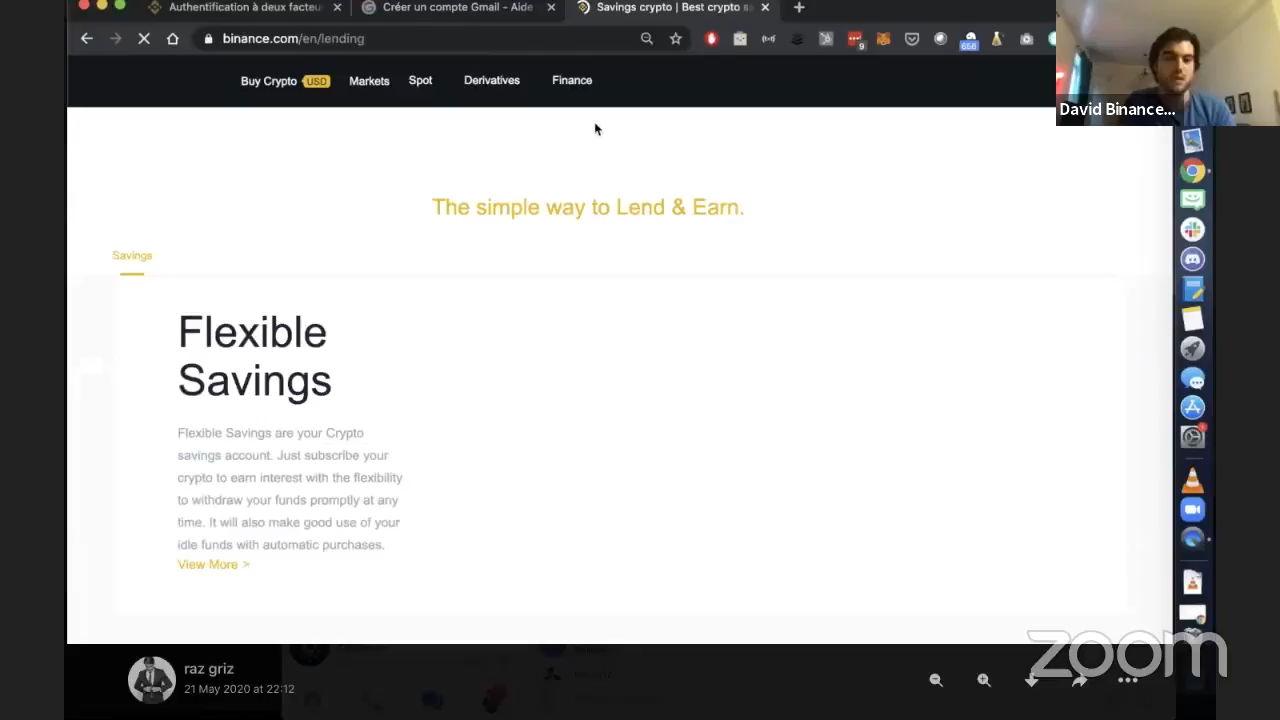 Authentification à deux facteu
Créer un compte Gmail - Aide
Savings crypto | Best crypto s
binance.com/en/lending
9
656
Buy Crypto USD Markets Spot Derivatives Finance
David Binance...
The simple way to Lend & Earn.
Savings
Flexible
Savings
Flexible Savings are your Crypto
savings account. Just subscribe your
crypto to earn interest with the flexibility
to withdraw your funds promptly at any
time. It will also make good use of your
idle funds with automatic purchases.
View More >
raz griz
21 May 2020 at 22:12
zoom